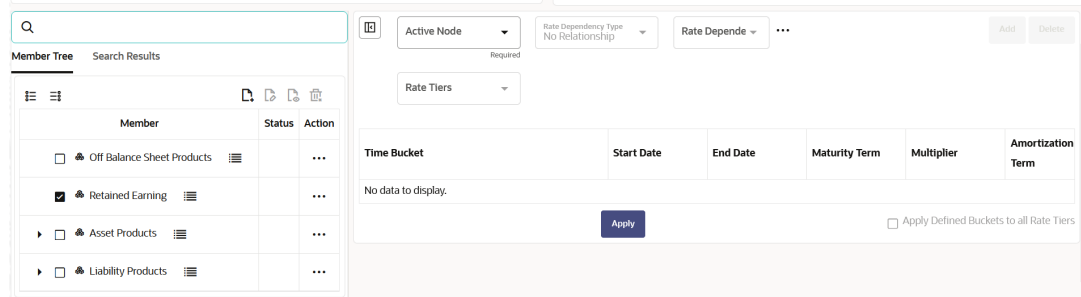 Member Tree
Search Results
Member Status Action
Off Balance Sheet Products
Retained Earning
Asset Products
Liability Products
Active Node
Required
Rate Dependency Type
No Relationship
Rate Depende
Rate Tiers
Add Delete
Time Bucket Start Date End Date Maturity Term Multiplier Amortization Term
No data to display.
Apply
Apply Defined Buckets to all Rate Tiers